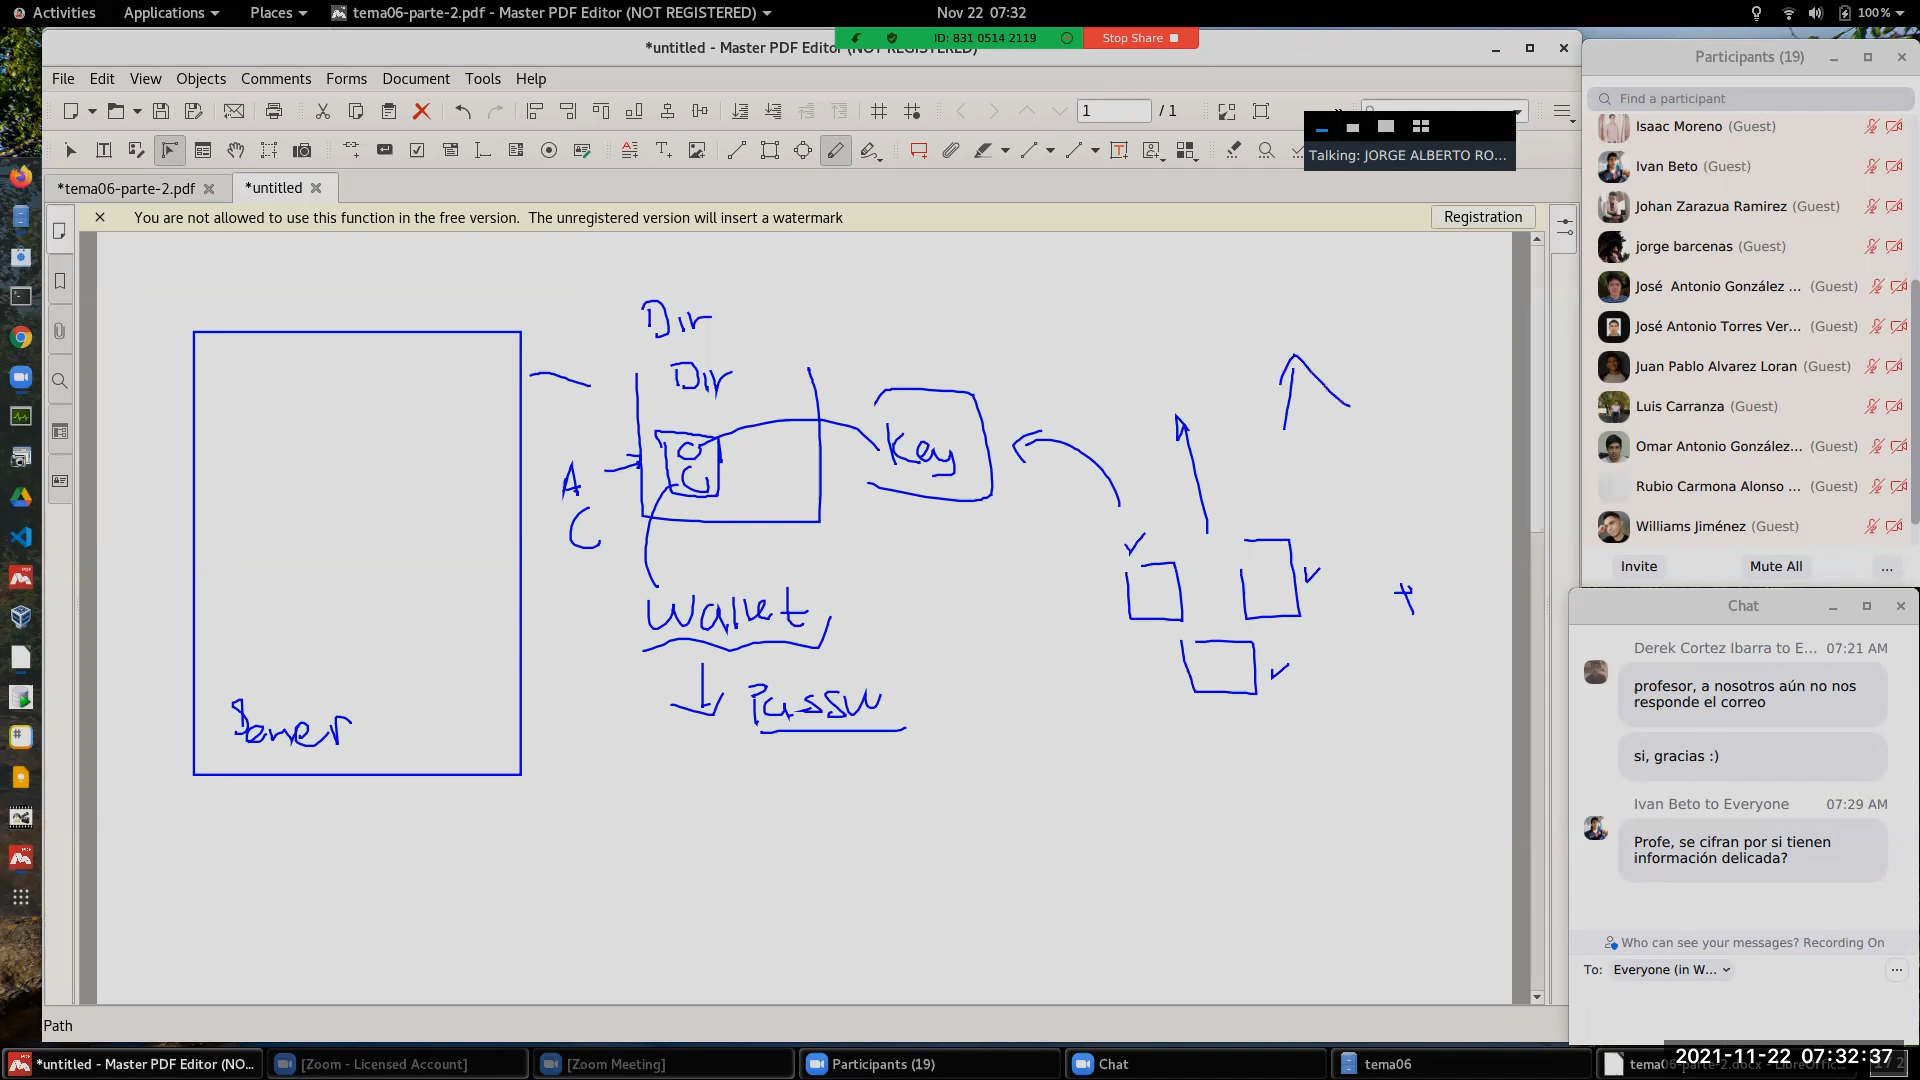 Activities
Applications
Places
tema06-parte-2.pdf - Master PDF Editor (NOT REGISTERED)
Nov 22 07:32
100%
*untitled - Master PDF Editor (NOT REGISTERED)
ID: 831 0514 2119
Stop Share
File Edit View Objects Comments Forms Document Tools Help
1 / 1
Talking: JORGE ALBERTO RO...
*tema06-parte-2.pdf
*untitled
You are not allowed to use this function in the free version. The unregistered version will insert a watermark
Registration
Dir
Dir
Key
A
C
C
Wallet
Passw
Server
Path
Participants (19)
Find a participant
Isaac Moreno (Guest)
Ivan Beto (Guest)
Johan Zarazua Ramirez (Guest)
jorge barcenas (Guest)
José Antonio González ... (Guest)
José Antonio Torres Ver... (Guest)
Juan Pablo Alvarez Loran (Guest)
Luis Carranza (Guest)
Omar Antonio González... (Guest)
Rubio Carmona Alonso ... (Guest)
Williams Jiménez (Guest)
Invite
Mute All
...
Chat
Derek Cortez Ibarra to E... 07:21 AM
profesor, a nosotros aún no nos
responde el correo
si, gracias :)
Ivan Beto to Everyone 07:29 AM
Profe, se cifran por si tienen
información delicada?
Who can see your messages? Recording On
To: Everyone (in W...
*untitled - Master PDF Editor (NO...
[Zoom - Licensed Account]
[Zoom Meeting]
Participants (19)
Chat
tema06
2021-11-22 07:32:37